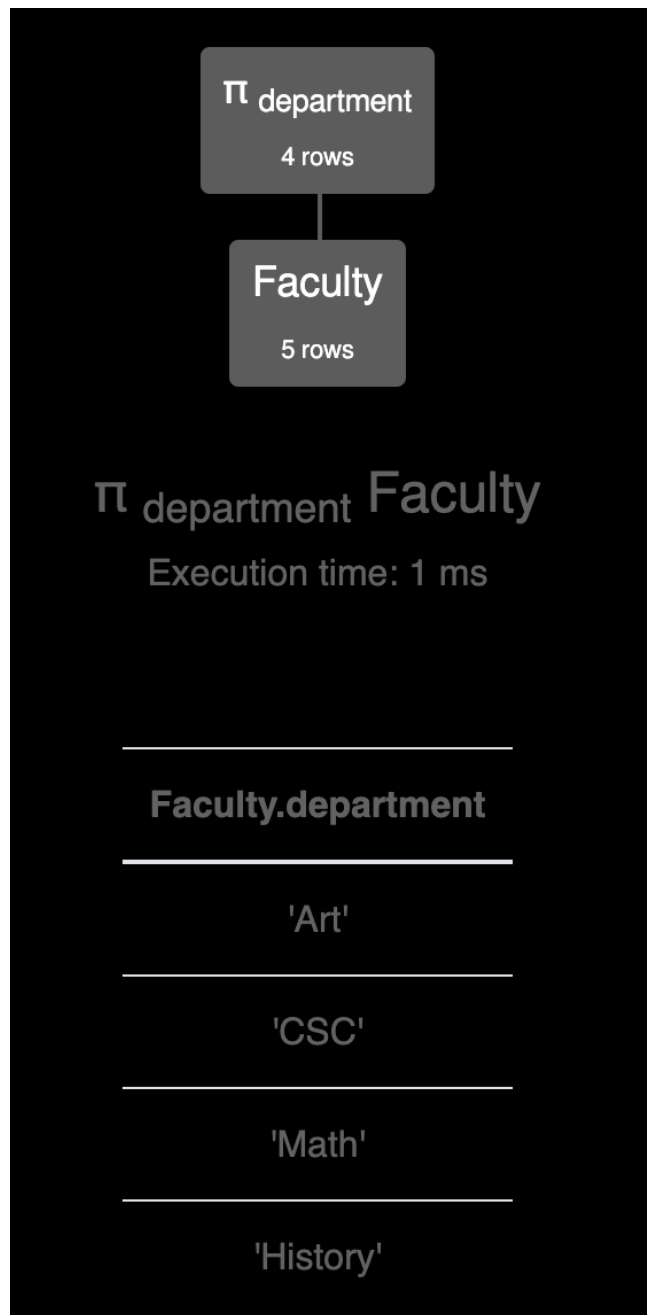 π department
4 rows
Faculty
5 rows
π department Faculty
Execution time: 1 ms
Faculty.department
'Art'
'CSC'
'Math'
'History'